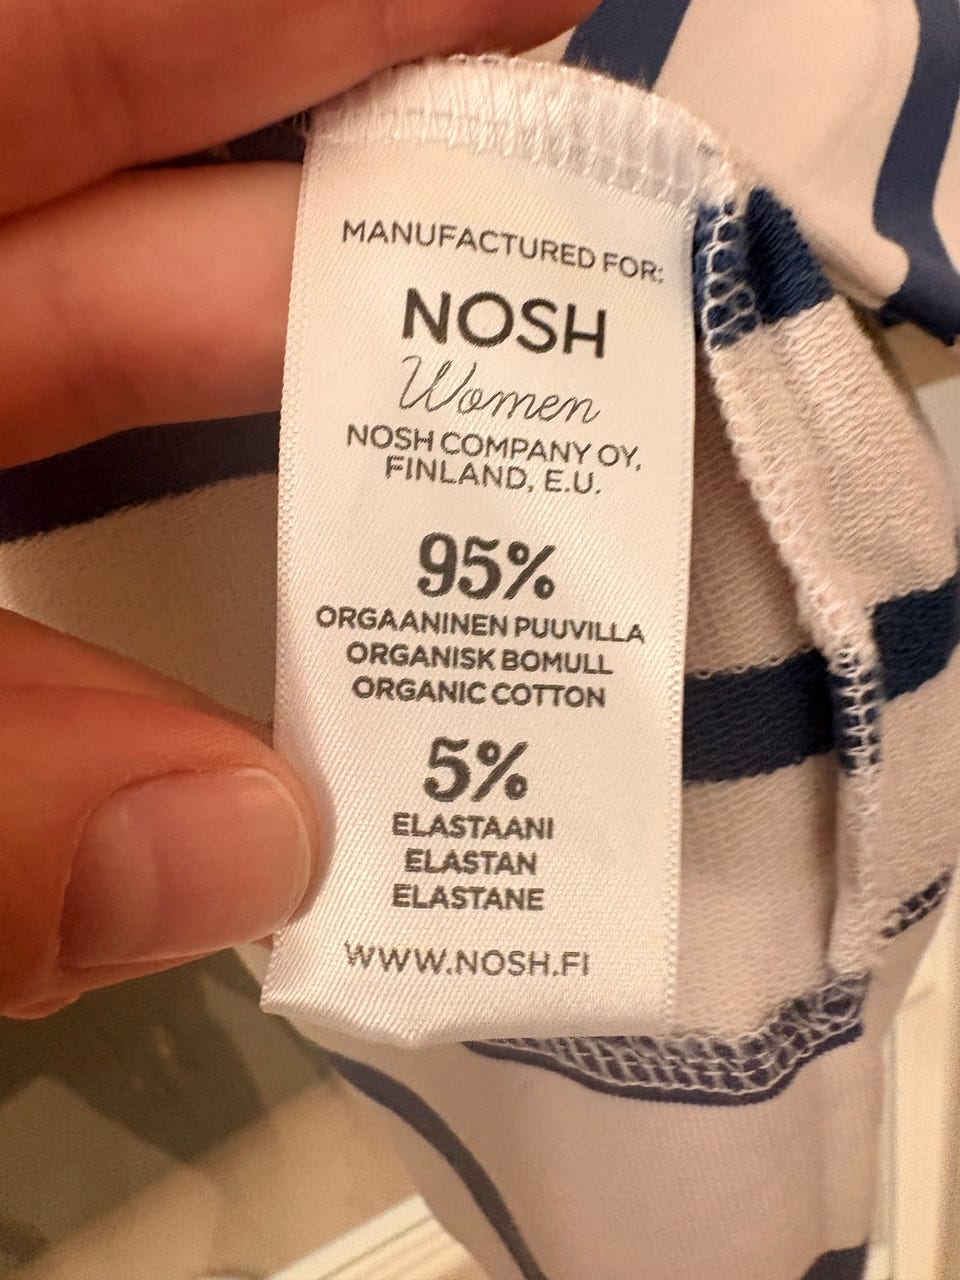 MANUFACTURED FOR:
NOSH
Women
NOSH COMPANY OY,
FINLAND, E.U.
95%
ORGAANINEN PUUVILLA
ORGANISK BOMULL
ORGANIC COTTON
5%
ELASTAANI
ELASTAN
ELASTANE
WWW.NOSH.FI